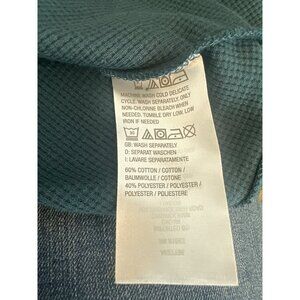 MACHINE WASH COLD DELICATE
CYCLE. WASH SEPARATELY. ONLY
NON-CHLORINE BLEACH WHEN
NEEDED. TUMBLE DRY LOW. LOW
IRON IF NEEDED
GB: WASH SEPARATELY
D: SEPARAT WASCHEN
I: LAVARE SEPARATAMENTE
60% COTTON / COTTON /
BAUMWOLLE / COTONE
40% POLYESTER / POLYESTER /
POLYESTER / POLIESTERE